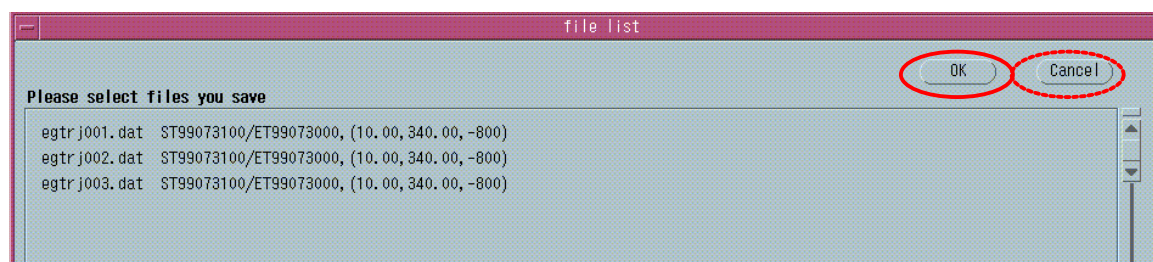 file list
OK Cancel
Please select files you save
egtrj001.dat ST99073100/ET99073000, (10.00,340.00,-800)
egtrj002.dat ST99073100/ET99073000, (10.00,340.00,-800)
egtrj003.dat ST99073100/ET99073000, (10.00,340.00,-800)